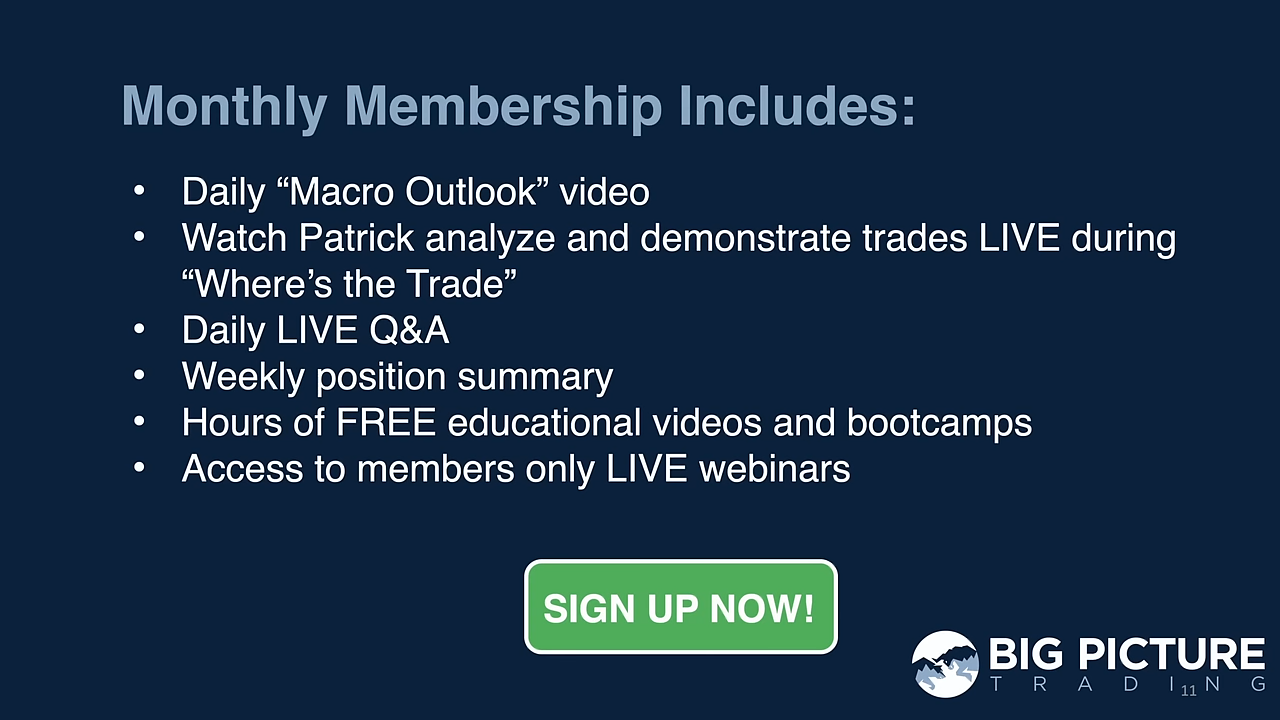 Monthly Membership Includes:
• Daily “Macro Outlook” video
• Watch Patrick analyze and demonstrate trades LIVE during
“Where’s the Trade”
• Daily LIVE Q&A
• Weekly position summary
• Hours of FREE educational videos and bootcamps
• Access to members only LIVE webinars
SIGN UP NOW!
BIG PICTURE
TRADING
11